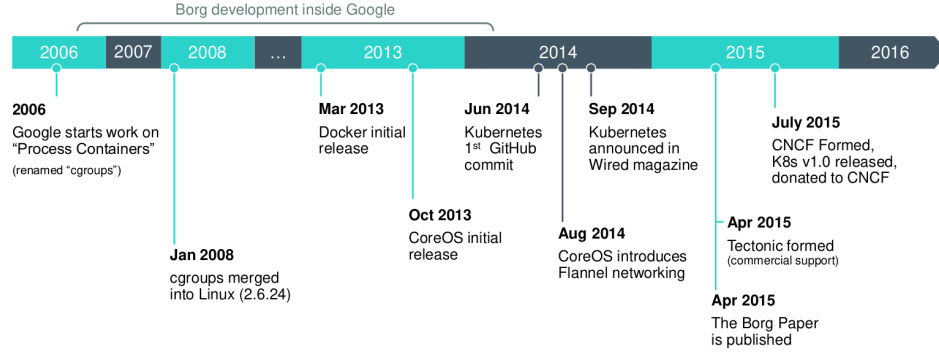 Borg development inside Google
2006 2007 2008 ... 2013 2014 2015 2016
2006
Google starts work on
“Process Containers”
(renamed “cgroups”)
Jan 2008
cgroups merged
into Linux (2.6.24)
Mar 2013
Docker initial
release
Oct 2013
CoreOS initial
release
Jun 2014
Kubernetes
1st GitHub
commit
Aug 2014
CoreOS introduces
Flannel networking
Sep 2014
Kubernetes
announced in
Wired magazine
Apr 2015
The Borg Paper
is published
Apr 2015
Tectonic formed
(commercial support)
July 2015
CNCF Formed,
K8s v1.0 released,
donated to CNCF